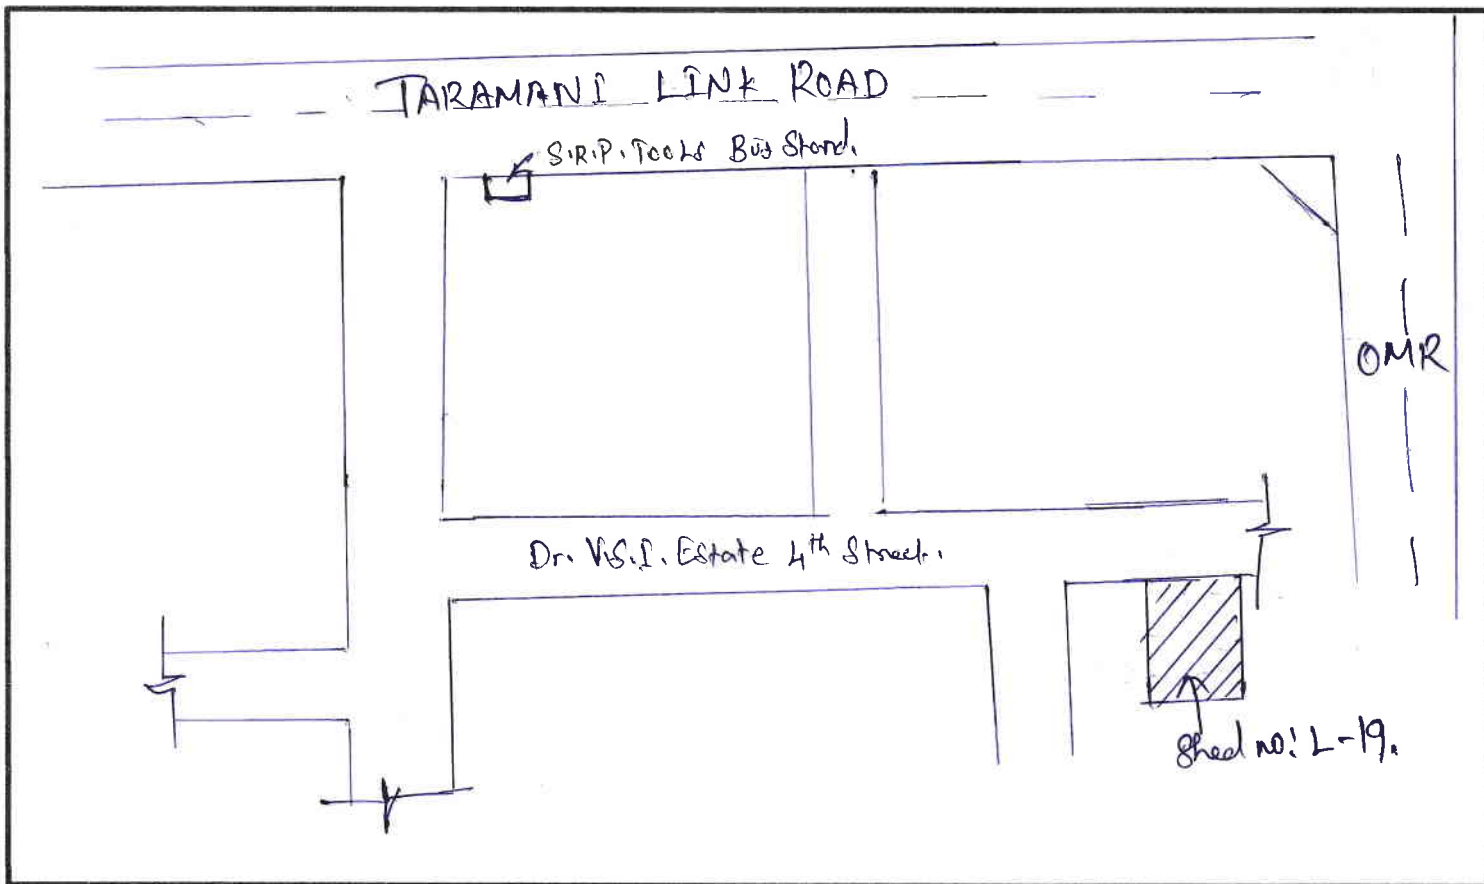 TARAMANI LINK ROAD
S.R.P. TOOLS Bus Stand.
OMR
Dr. V.S.I. Estate 4th Street.
Shed no: L-19.